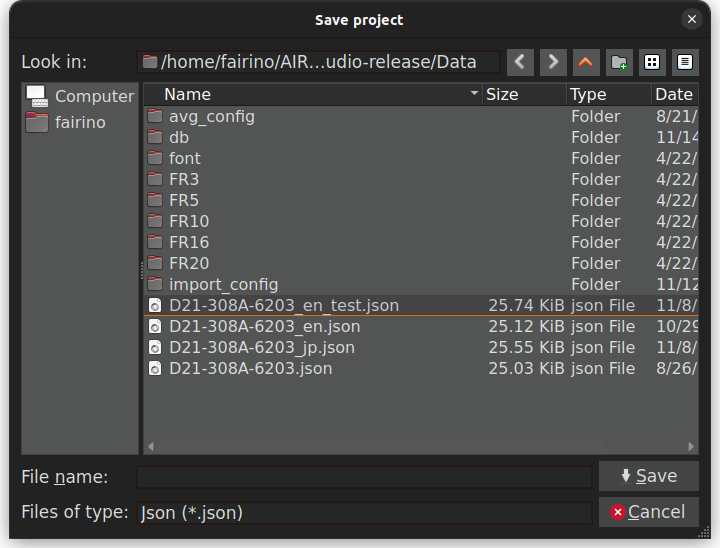 Save project
Look in: /home/fairino/AIR...udio-release/Data
Computer
fairino
Name Size Type Date
avg_config Folder 8/21/
db Folder 11/14
font Folder 4/22/
FR3 Folder 4/22/
FR5 Folder 4/22/
FR10 Folder 4/22/
FR16 Folder 4/22/
FR20 Folder 4/22/
import_config Folder 11/12
D21-308A-6203_en_test.json 25.74 KiB json File 11/8/
D21-308A-6203_en.json 25.12 KiB json File 10/29
D21-308A-6203_jp.json 25.55 KiB json File 11/8/
D21-308A-6203.json 25.03 KiB json File 8/26/
File name: Save
Files of type: Json (*.json) Cancel